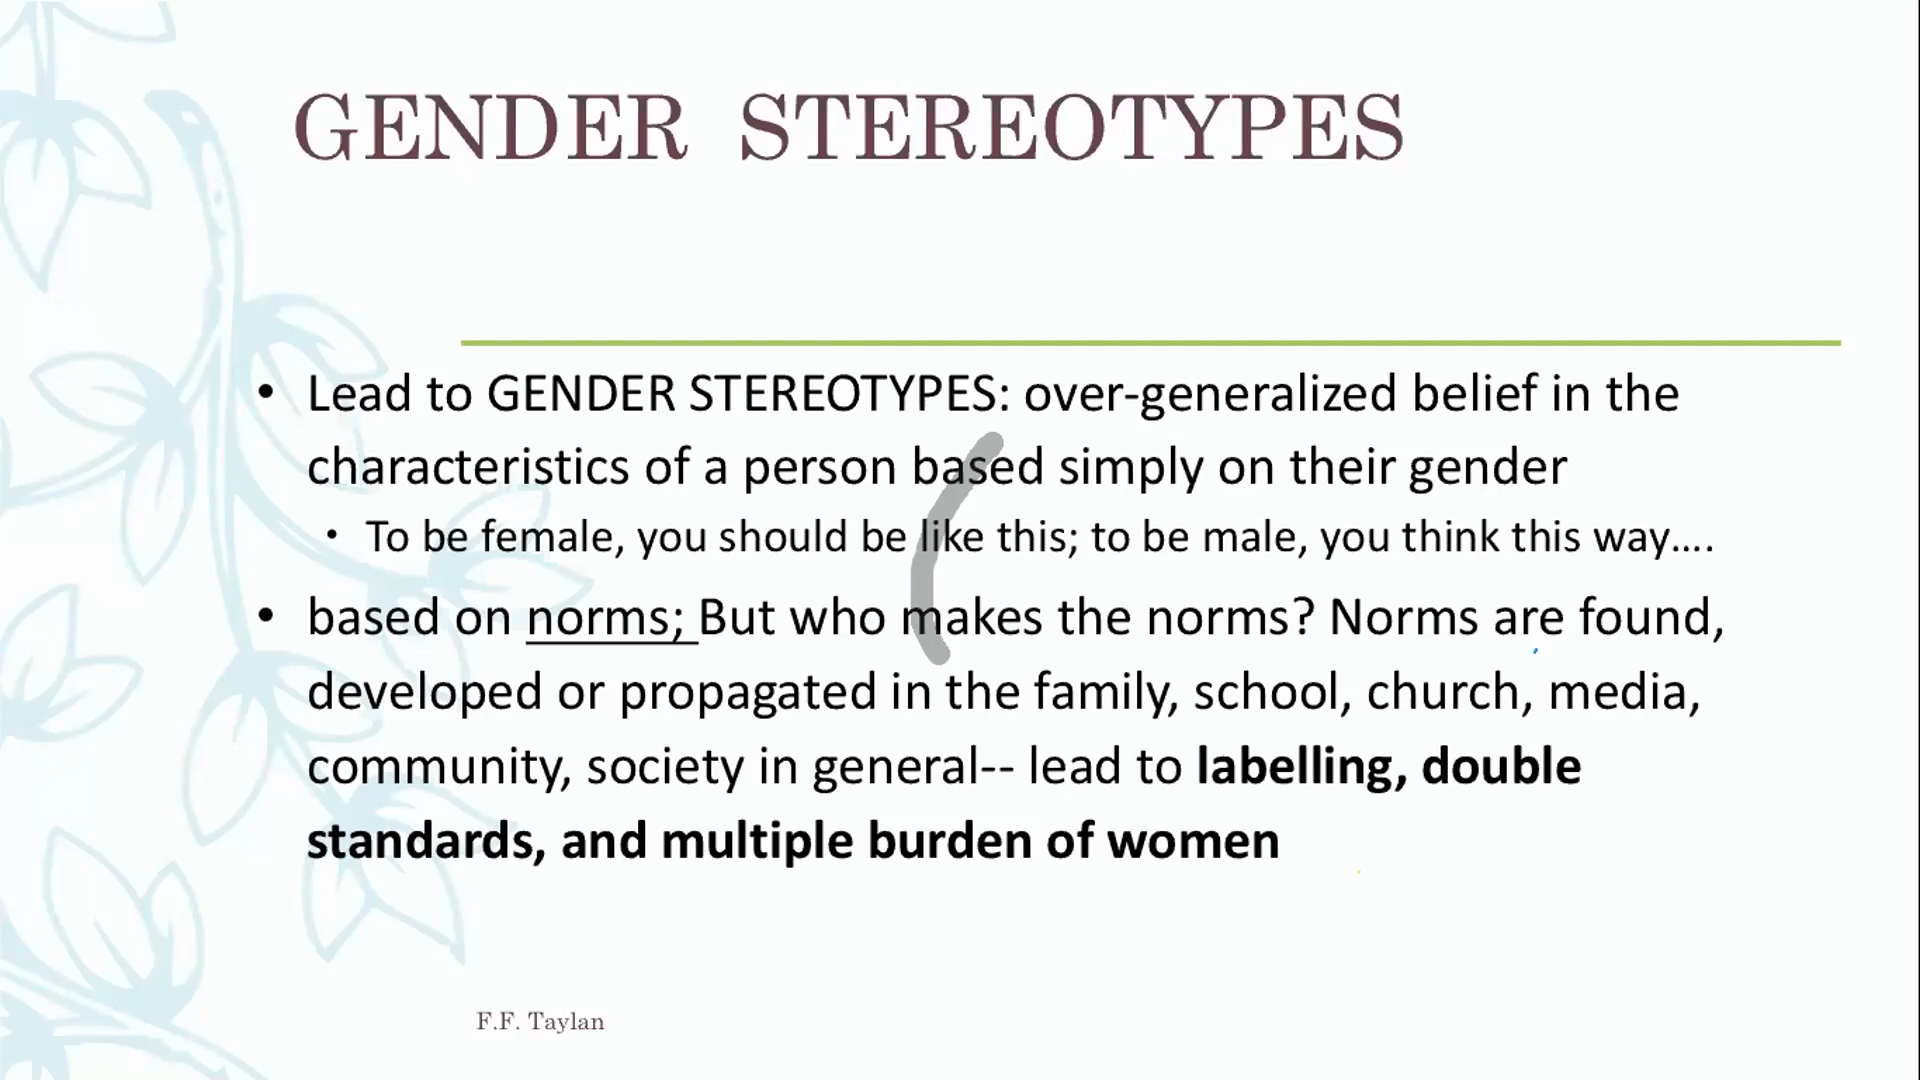 GENDER STEREOTYPES
• Lead to GENDER STEREOTYPES: over-generalized belief in the
characteristics of a person based simply on their gender
• To be female, you should be like this; to be male, you think this way....
• based on norms; But who makes the norms? Norms are found,
developed or propagated in the family, school, church, media,
community, society in general-- lead to labelling, double
standards, and multiple burden of women
F.F. Taylan